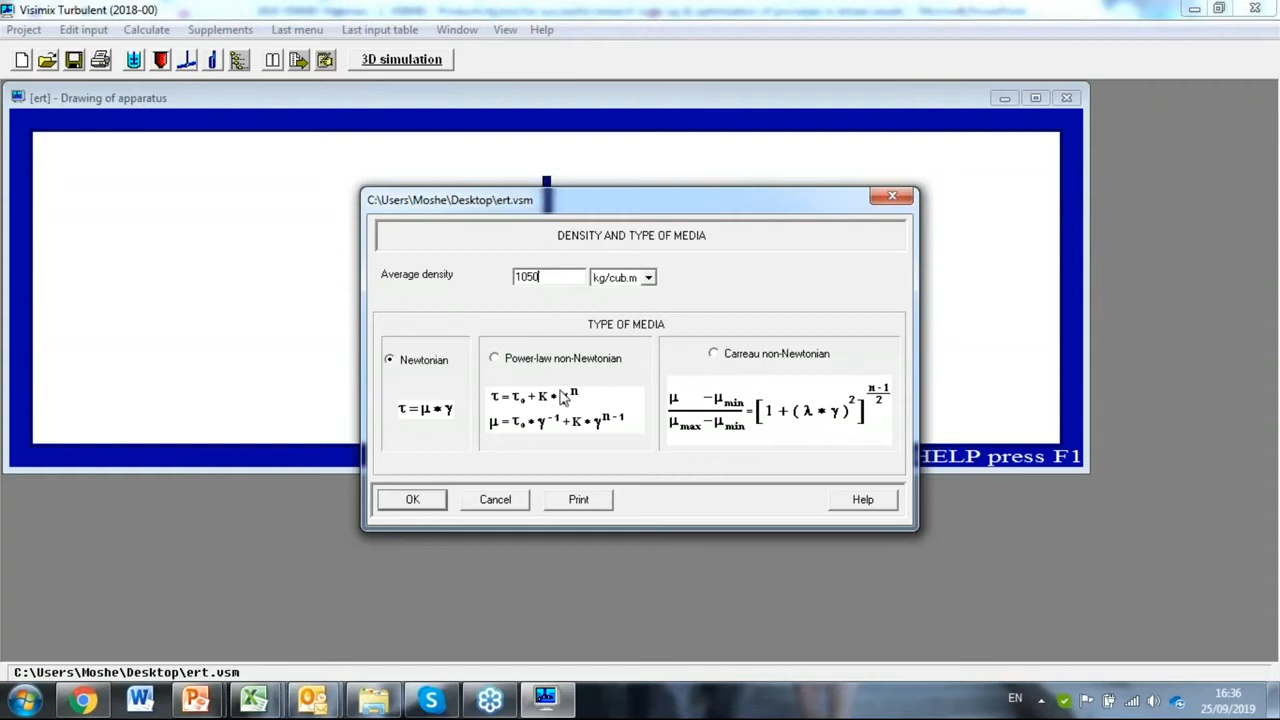 Visimix Turbulent (2018-00)
Project Edit input Calculate Supplements Last menu Last input table Window View Help
3D simulation
[ert] - Drawing of apparatus
C:\Users\Moshe\Desktop\ert.vsm
DENSITY AND TYPE OF MEDIA
Average density 1050 kg/cub.m
TYPE OF MEDIA
Newtonian
τ = μ * γ
Power-law non-Newtonian
τ = τ₀ + K * γⁿ
μ = τ₀ * γ⁻¹ + K * γⁿ⁻¹
Carreau non-Newtonian
μ −μmin / μmax −μmin = [1 + (λ * γ)²]^(n-1)/2
HELP press F1
OK Cancel Print Help
C:\Users\Moshe\Desktop\ert.vsm
EN
16:36
25/09/2019